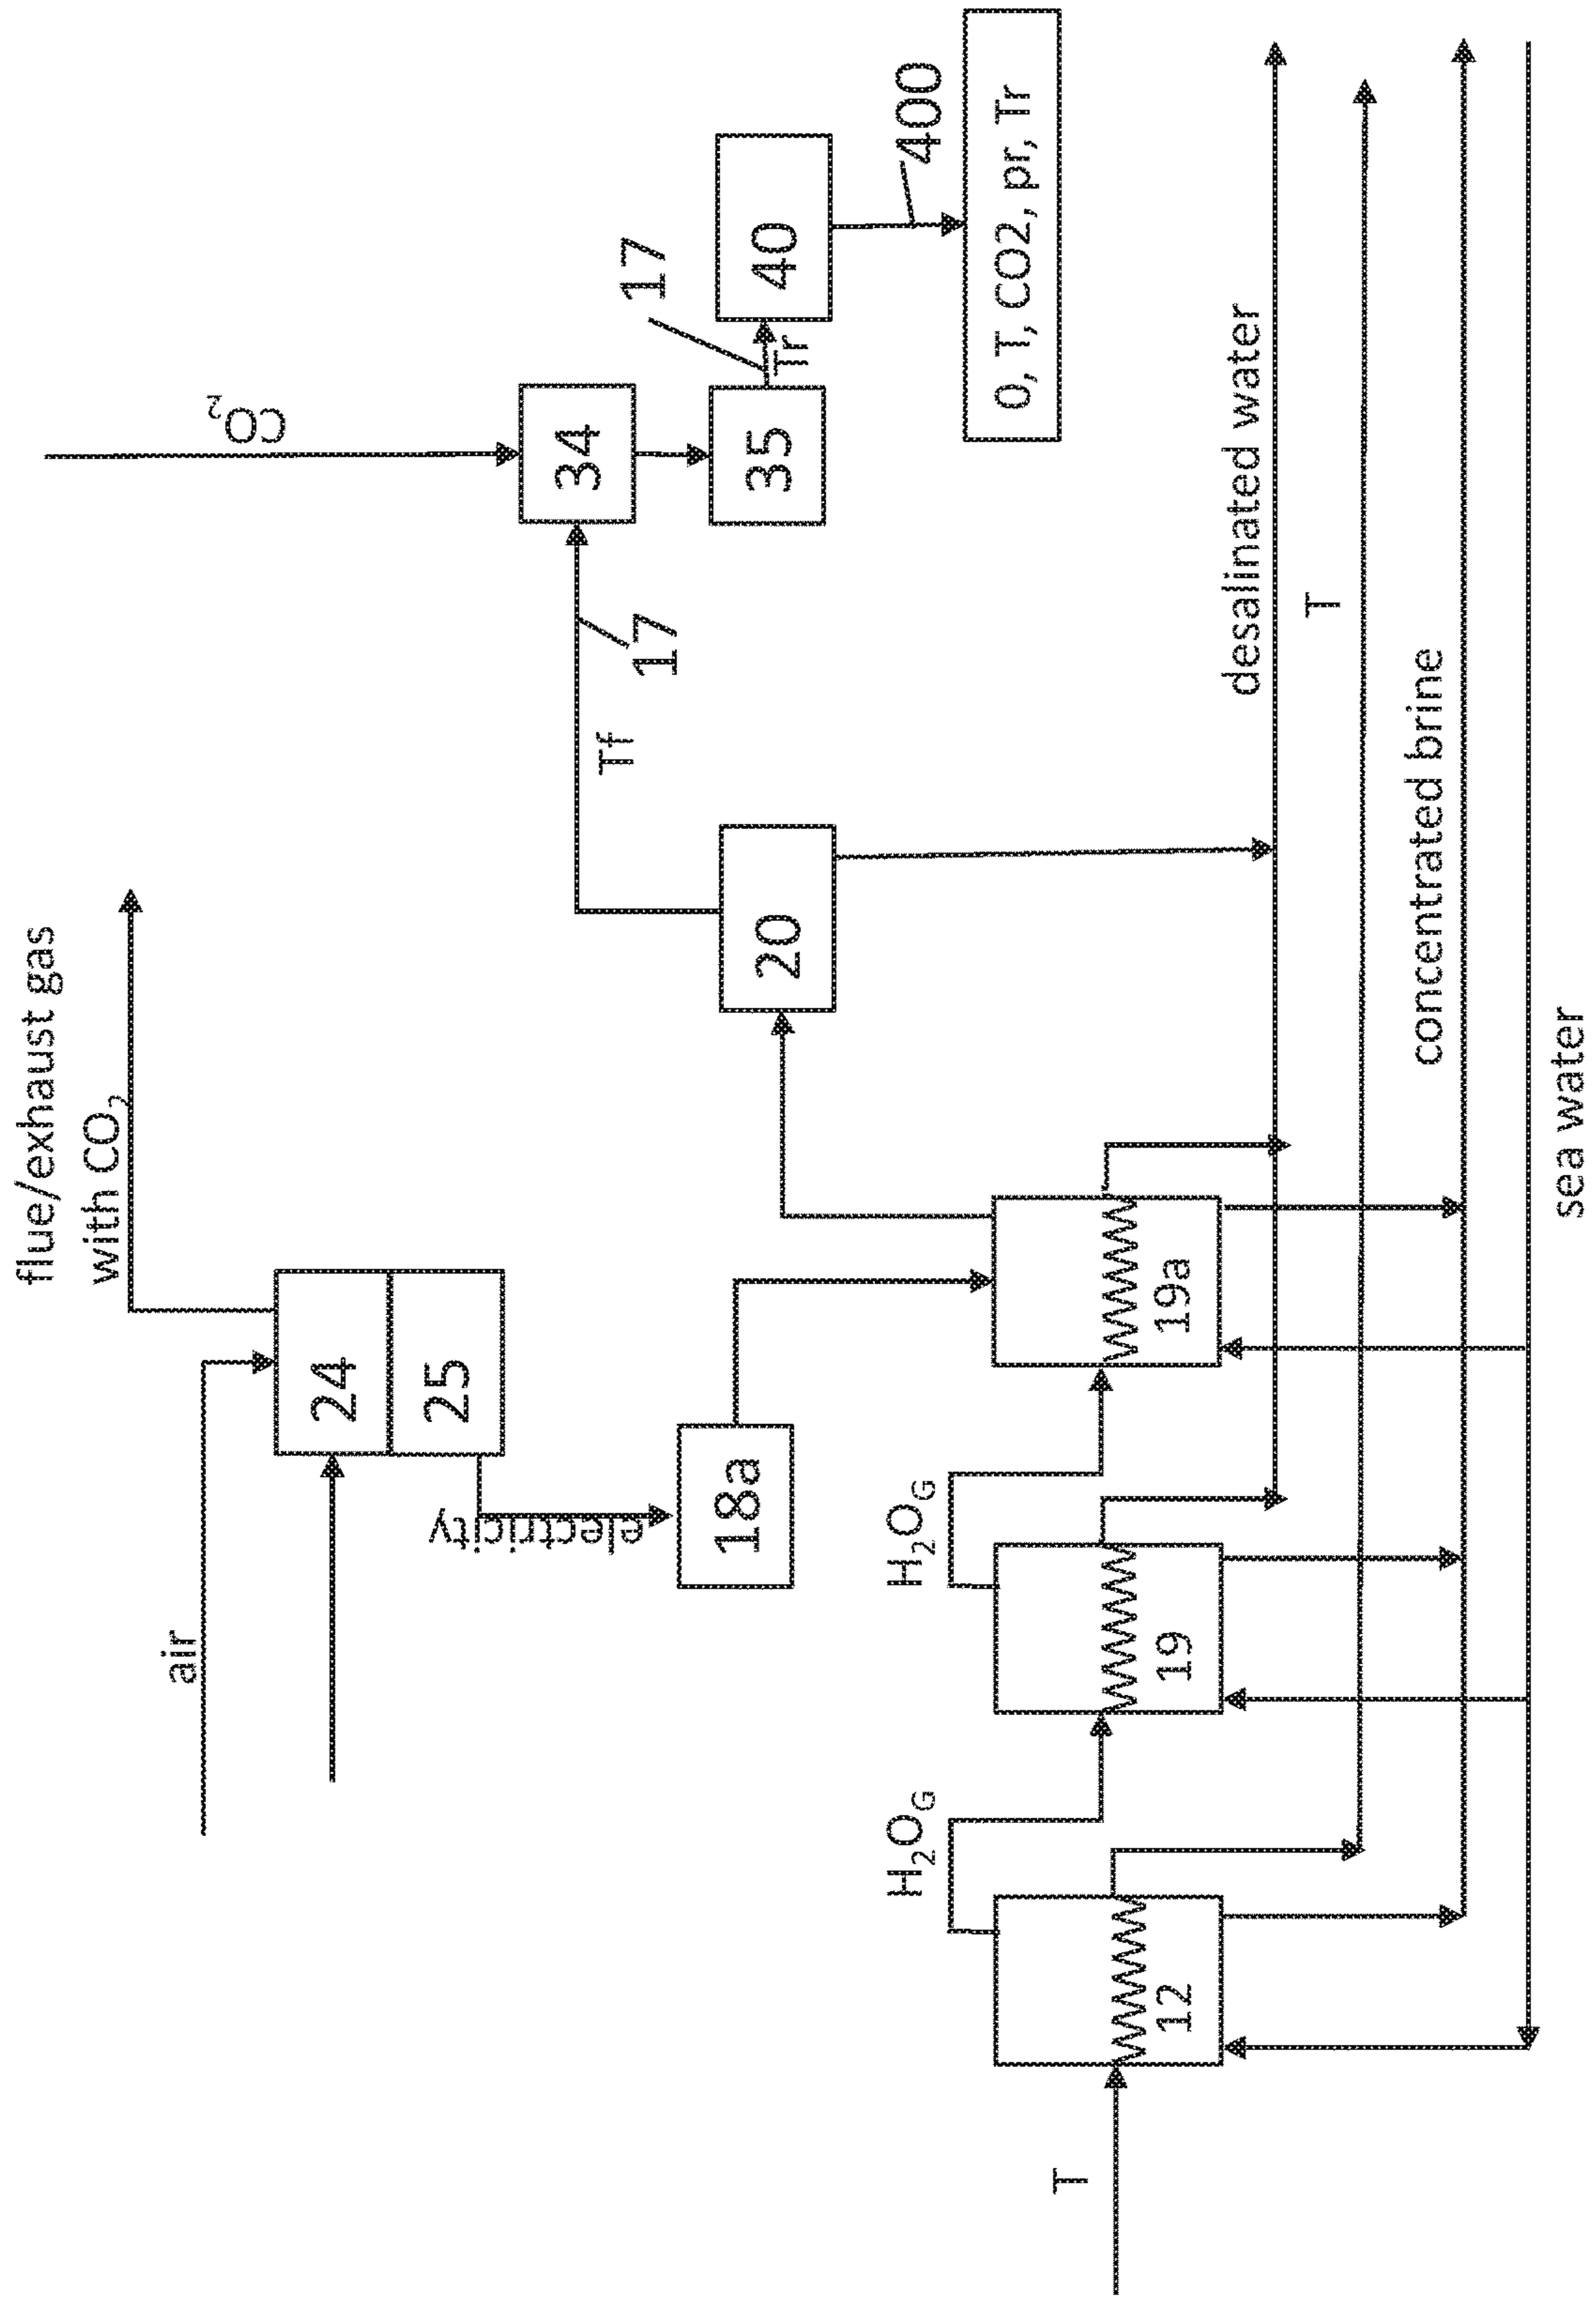 flue/exhaust gas
with CO2
air
24
25
electricity
18a
CO2
34
35
17
Tr
40
400
0, T, CO2, pr, Tr
17
Tf
20
H2OG
H2OG
T
12
19
19a
desalinated water
T
concentrated brine
sea water